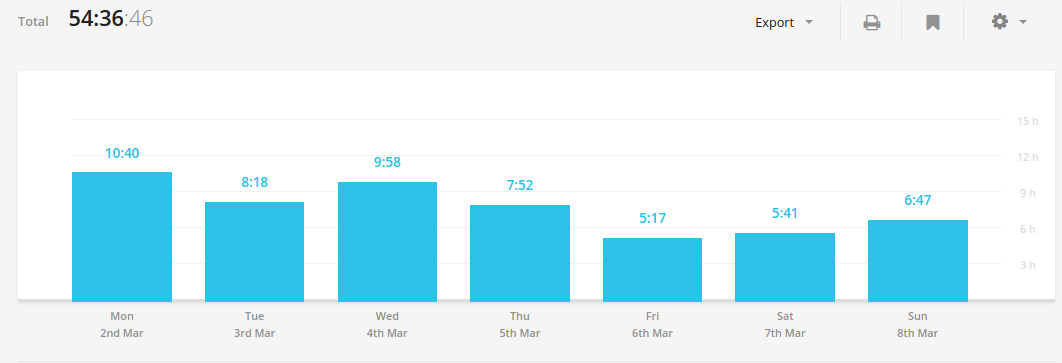 Total 54:36:46 Export
15 h
12 h
9 h
6 h
3 h
10:40 8:18 9:58 7:52 5:17 5:41 6:47
Mon Tue Wed Thu Fri Sat Sun
2nd Mar 3rd Mar 4th Mar 5th Mar 6th Mar 7th Mar 8th Mar